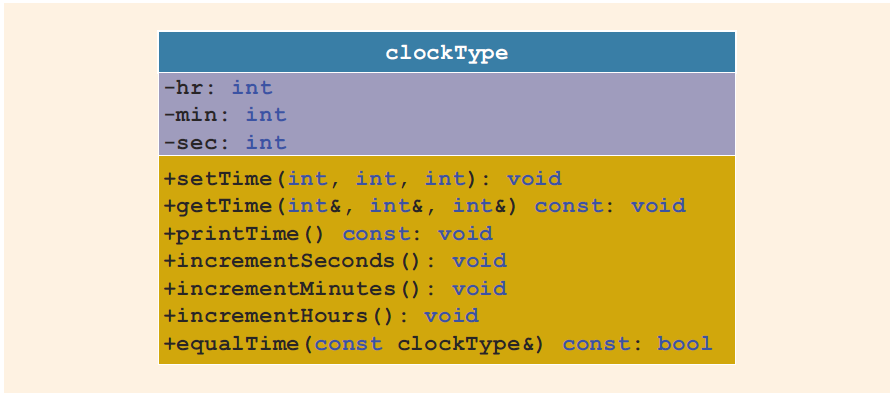 clockType
-hr: int
-min: int
-sec: int
+setTime(int, int, int): void
+getTime(int&, int&, int&) const: void
+printTime() const: void
+incrementSeconds(): void
+incrementMinutes(): void
+incrementHours(): void
+equalTime(const clockType&) const: bool